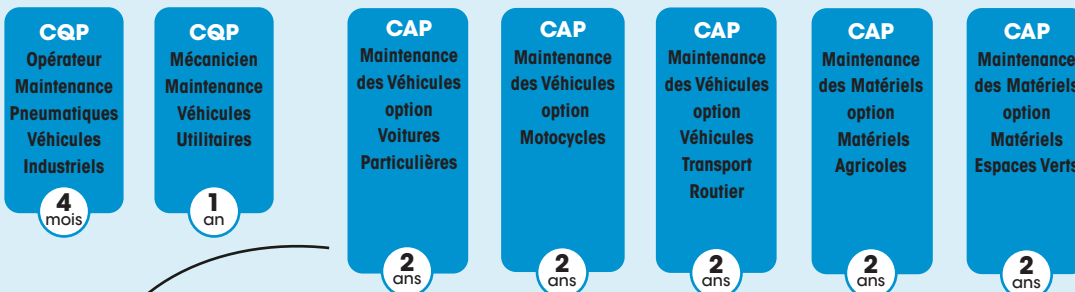 CQP
Opérateur
Maintenance
Pneumatiques
Véhicules
Industriels
4
mois
CQP
Mécanicien
Maintenance
Véhicules
Utilitaires
1
an
CAP
Maintenance
des Véhicules
option
Voitures
Particulières
2
ans
CAP
Maintenance
des Véhicules
option
Motocycles
2
ans
CAP
Maintenance
des Véhicules
option
Véhicules
Transport
Routier
2
ans
CAP
Maintenance
des Matériels
option
Matériels
Agricoles
2
ans
CAP
Maintenance
des Matériels
option
Matériels
Espaces Verts
2
ans